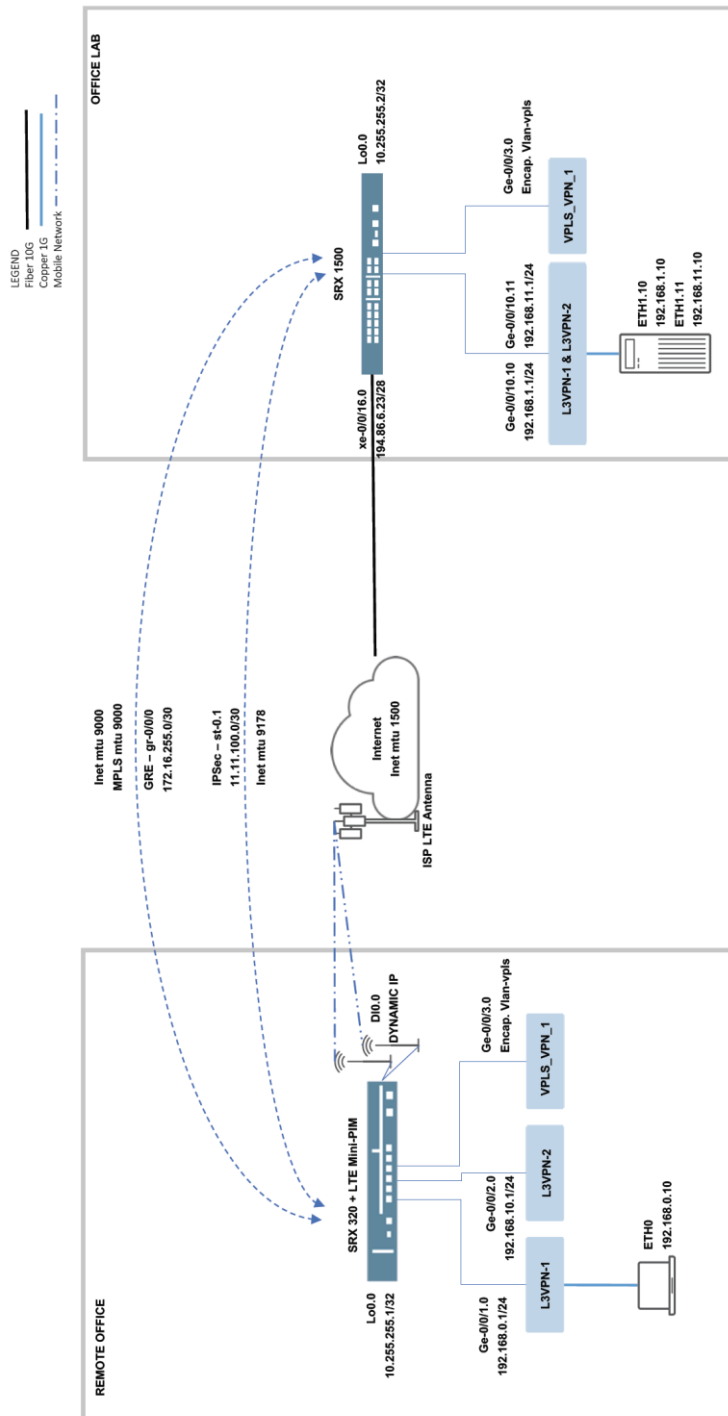 LEGEND
Fiber 10G
Copper 1G
Mobile Network
REMOTE OFFICE
OFFICE LAB
Inet mtu 9000
MPLS mtu 9000
GRE – gr-0/0/0
172.16.255.0/30
IPSec – st-0.1
11.11.100.0/30
Inet mtu 9178
SRX 320 + LTE Mini-PIM
Lo0.0
10.255.255.1/32
DI0.0
DYNAMIC IP
ISP LTE Antenna
Internet
Inet mtu 1500
xe-0/0/16.0
194.86.6.23/28
SRX 1500
Lo0.0
10.255.255.2/32
Ge-0/0/1.0
192.168.0.1/24
Ge-0/0/2.0
192.168.10.1/24
Ge-0/0/3.0
Encap. Vlan-vpls
L3VPN-1
L3VPN-2
VPLS_VPN_1
ETH0
192.168.0.10
Ge-0/0/10.10
192.168.1.1/24
Ge-0/0/10.11
192.168.11.1/24
Ge-0/0/3.0
Encap. Vlan-vpls
L3VPN-1 & L3VPN-2
VPLS_VPN_1
ETH1.10
192.168.1.10
ETH1.11
192.168.11.10